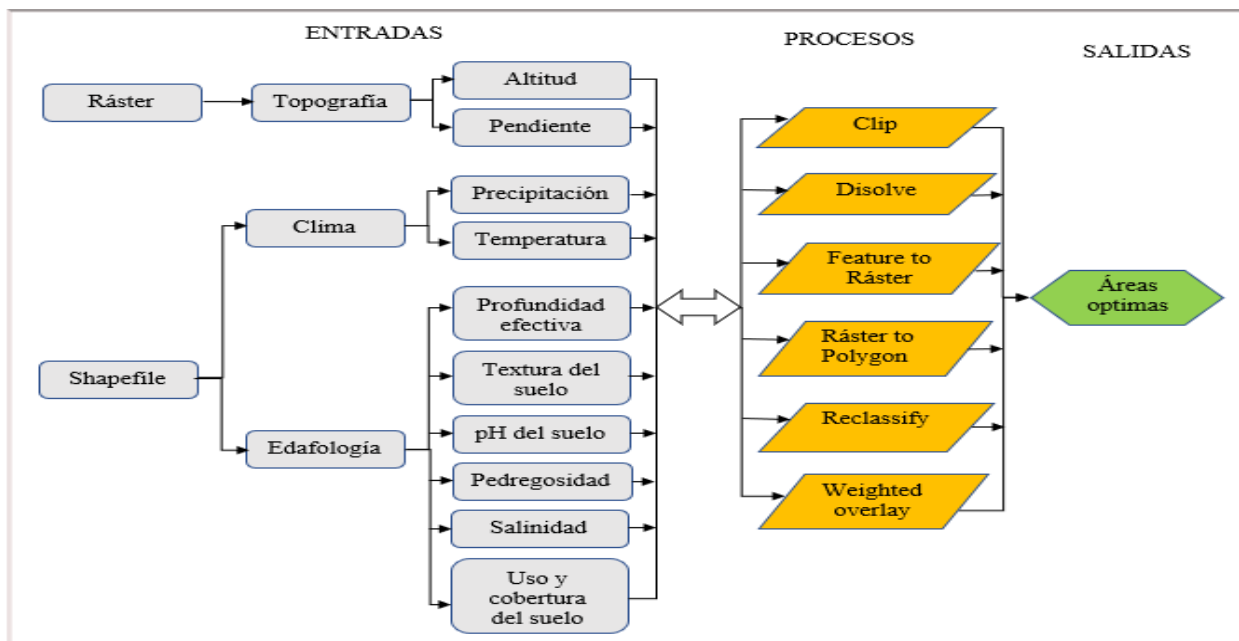 ENTRADAS
PROCESOS
SALIDAS
Ráster
Topografía
Altitud
Pendiente
Clima
Precipitación
Temperatura
Shapefile
Edafología
Profundidad
efectiva
Textura del
suelo
pH del suelo
Pedregosidad
Salinidad
Uso y
cobertura
del suelo
Clip
Disolve
Feature to
Ráster
Ráster to
Polygon
Reclassify
Weighted
overlay
Áreas
optimas